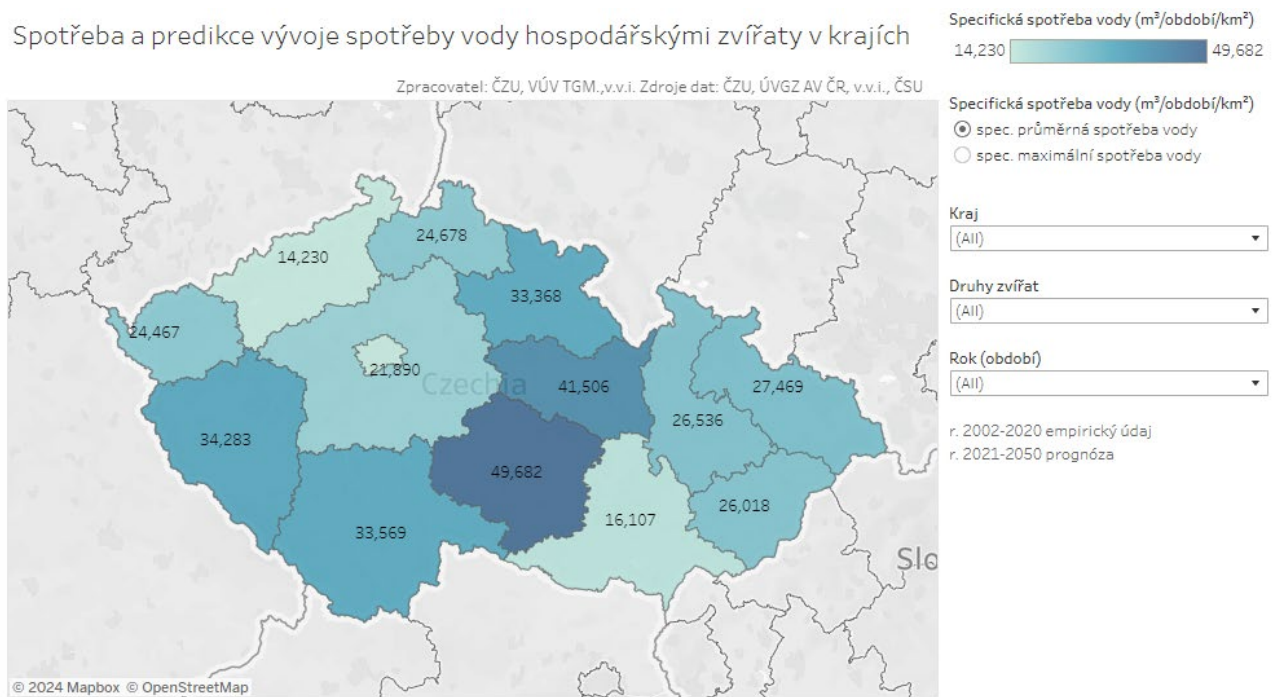 Spotřeba a predikce vývoje spotřeby vody hospodářskými zvířaty v krajích
Zpracovatel: ČZU, VÚV TGM.,v.v.i. Zdroje dat: ČZU, ÚVGZ AV ČR, v.v.i., ČSU
Specifická spotřeba vody (m³/období/km²)
14,230 49,682
Specifická spotřeba vody (m³/období/km²)
spec. průměrná spotřeba vody
spec. maximální spotřeba vody
Kraj
(All)
Druhy zvířat
(All)
Rok (období)
(All)
r. 2002-2020 empirický údaj
r. 2021-2050 prognóza
24,678
14,230
33,368
24,467
21,890
Czechia
41,506
27,469
26,536
34,283
49,682
26,018
16,107
33,569
Slo
© 2024 Mapbox © OpenStreetMap